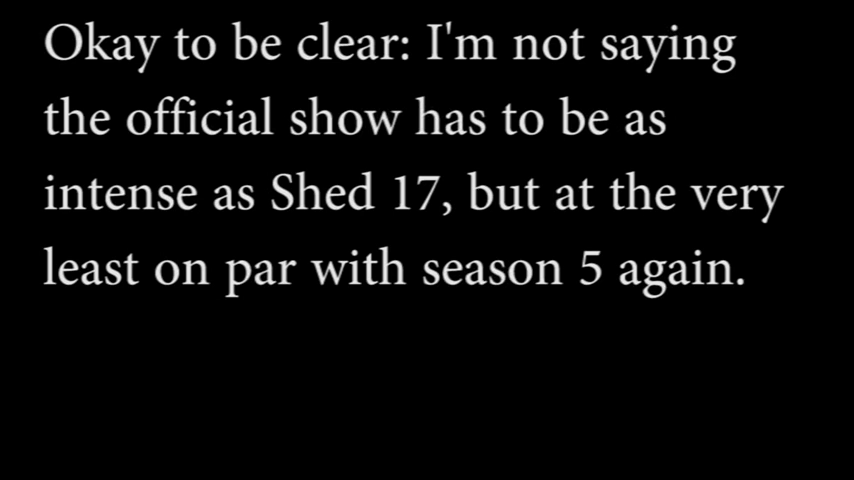 Okay to be clear: I'm not saying
the official show has to be as
intense as Shed 17, but at the very
least on par with season 5 again.